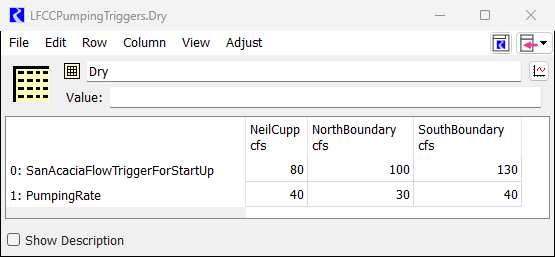 LFCCPumpingTriggers.Dry
File Edit Row Column View Adjust
Dry
Value:
NeilCupp NorthBoundary SouthBoundary
cfs cfs cfs
0: SanAcaciaFlowTriggerForStartUp 80 100 130
1: PumpingRate 40 30 40
Show Description